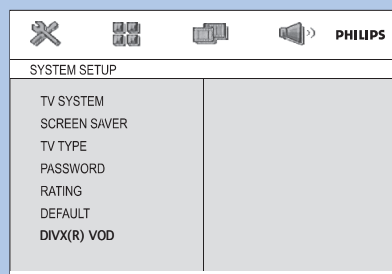 PHILIPS
SYSTEM SETUP
TV SYSTEM
SCREEN SAVER
TV TYPE
PASSWORD
RATING
DEFAULT
DIVX(R) VOD